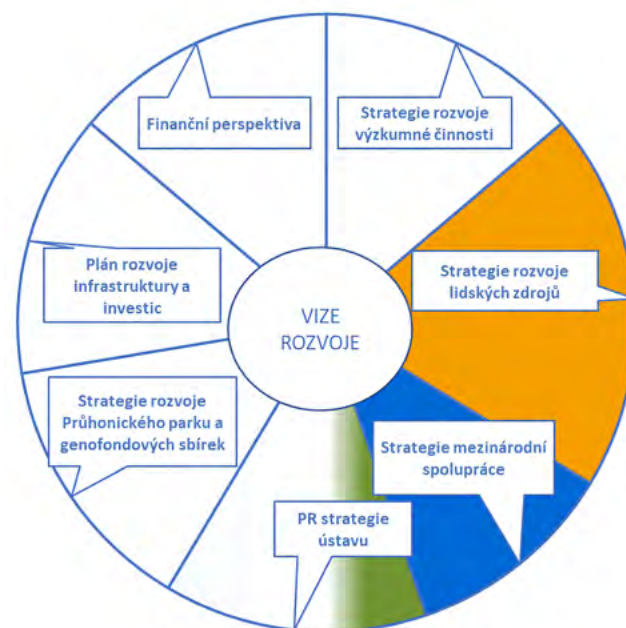 Finanční perspektiva
Strategie rozvoje
výzkumné činnosti
Plán rozvoje
infrastruktury a
investic
VIZE
ROZVOJE
Strategie rozvoje
lidských zdrojů
Strategie rozvoje
Průhonického parku a
genofondových sbírek
Strategie mezinárodní
spolupráce
PR strategie
ústavu